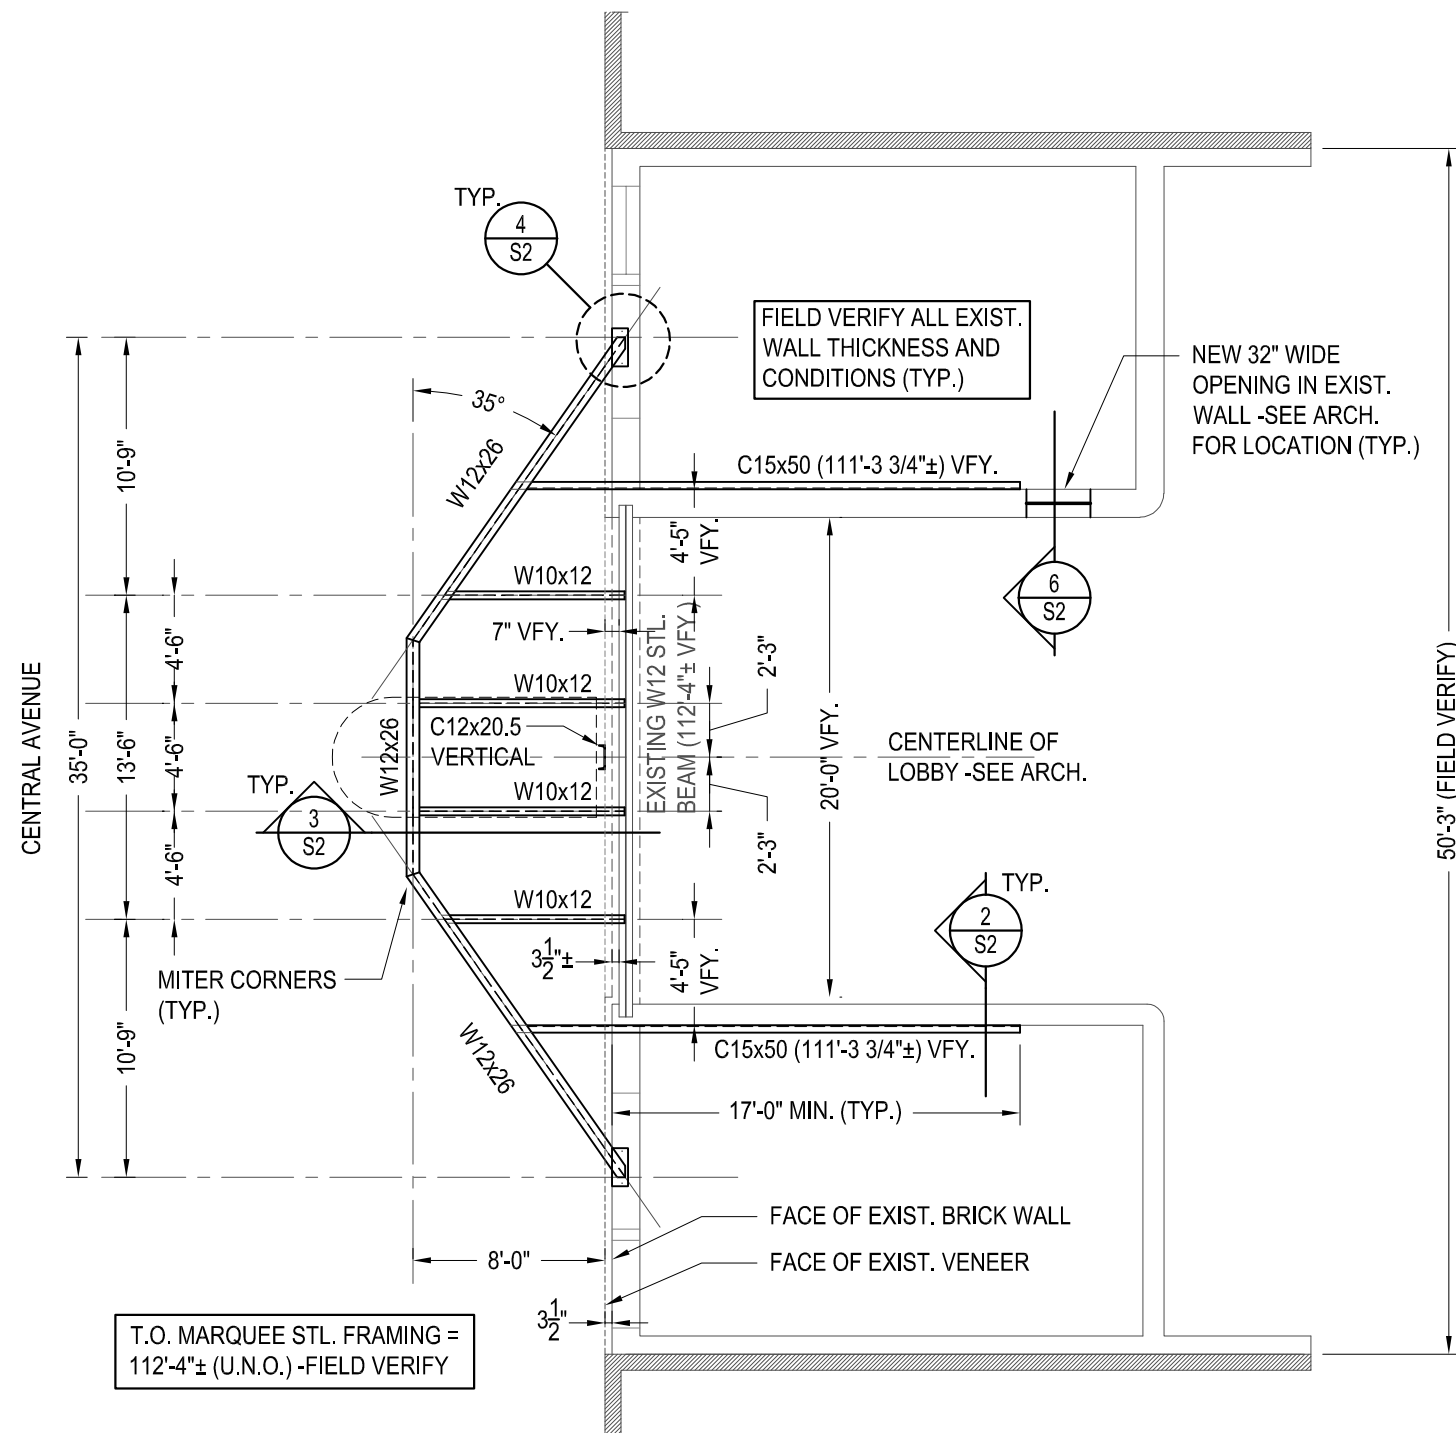 TYP.
4
S2
FIELD VERIFY ALL EXIST.
WALL THICKNESS AND
CONDITIONS (TYP.)
NEW 32" WIDE
OPENING IN EXIST.
WALL -SEE ARCH.
FOR LOCATION (TYP.)
35°
W12x26
10'-9"
C15x50 (111'-3 3/4"±) VFY.
4'-5"
VFY.
W10x12
6
S2
7" VFY.
EXISTING W12 STL.
BEAM (112'-4"± VFY.)
2'-3"
4'-6"
W10x12
CENTRAL AVENUE
35'-0"
13'-6"
4'-6"
W12x26
C12x20.5
VERTICAL
20'-0" VFY.
CENTERLINE OF
LOBBY -SEE ARCH.
50'-3" (FIELD VERIFY)
TYP.
3
S2
W10x12
4'-6"
2'-3"
W10x12
TYP.
2
S2
3 1/2"±
4'-5"
VFY.
MITER CORNERS
(TYP.)
10'-9"
W12x26
C15x50 (111'-3 3/4"±) VFY.
17'-0" MIN. (TYP.)
FACE OF EXIST. BRICK WALL
8'-0"
FACE OF EXIST. VENEER
3 1/2"
T.O. MARQUEE STL. FRAMING =
112'-4"± (U.N.O.) -FIELD VERIFY